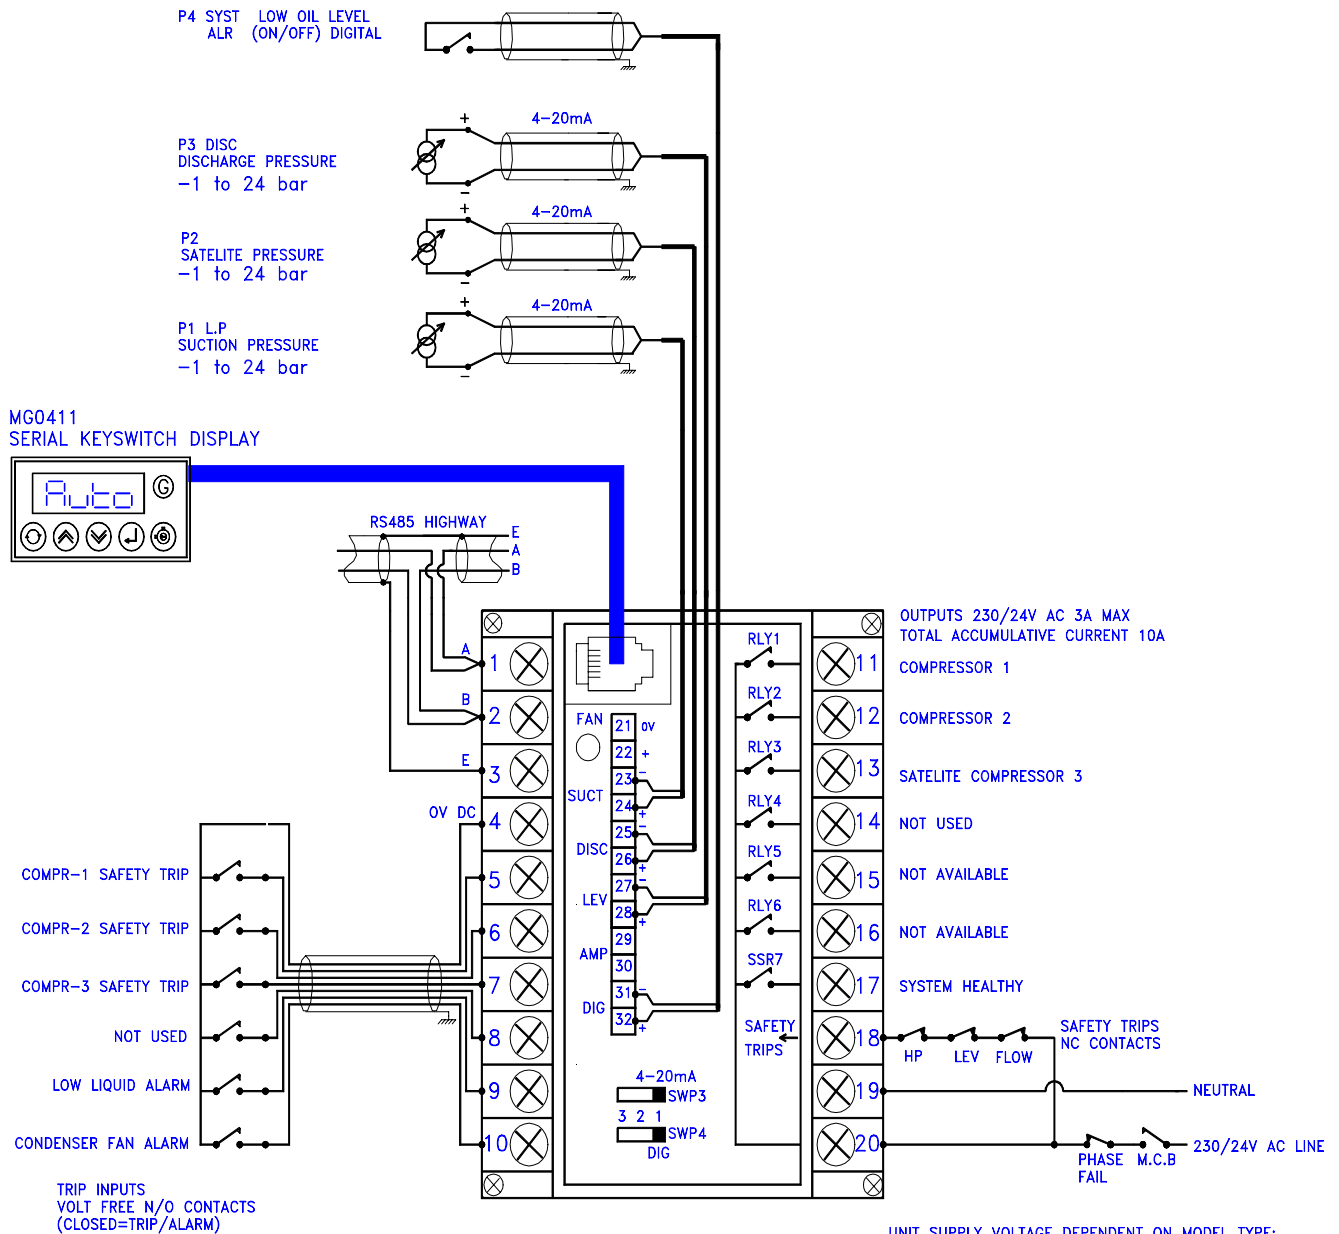 P4 SYST LOW OIL LEVEL
ALR (ON/OFF) DIGITAL
4-20mA
+
P3 DISC
DISCHARGE PRESSURE
-1 to 24 bar
-
4-20mA
+
P2
SATELITE PRESSURE
-1 to 24 bar
-
4-20mA
+
P1 L.P
SUCTION PRESSURE
-1 to 24 bar
-
MG0411
SERIAL KEYSWITCH DISPLAY
Auto
G
RS485 HIGHWAY
E
A
B
OUTPUTS 230/24V AC 3A MAX
TOTAL ACCUMULATIVE CURRENT 10A
A
1
B
2
E
3
0V DC
4
5
6
7
8
9
10
COMPR-1 SAFETY TRIP
COMPR-2 SAFETY TRIP
COMPR-3 SAFETY TRIP
NOT USED
LOW LIQUID ALARM
CONDENSER FAN ALARM
TRIP INPUTS
VOLT FREE N/O CONTACTS
(CLOSED=TRIP/ALARM)
FAN
SUCT
DISC
LEV
AMP
DIG
21 0V
22 +
23 -
24 +
25 -
26 +
27 -
28 +
29
30
31 -
32 +
4-20mA
SWP3
3 2 1
SWP4
DIG
RLY1
RLY2
RLY3
RLY4
RLY5
RLY6
SSR7
SAFETY
TRIPS
11 COMPRESSOR 1
12 COMPRESSOR 2
13 SATELITE COMPRESSOR 3
14 NOT USED
15 NOT AVAILABLE
16 NOT AVAILABLE
17 SYSTEM HEALTHY
18
HP LEV FLOW
SAFETY TRIPS
NC CONTACTS
19 NEUTRAL
20
PHASE
FAIL
M.C.B
230/24V AC LINE
UNIT SUPPLY VOLTAGE DEPENDENT ON MODEL TYPE: